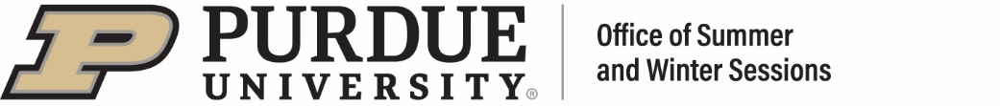 P PURDUE
UNIVERSITY®
Office of Summer
and Winter Sessions